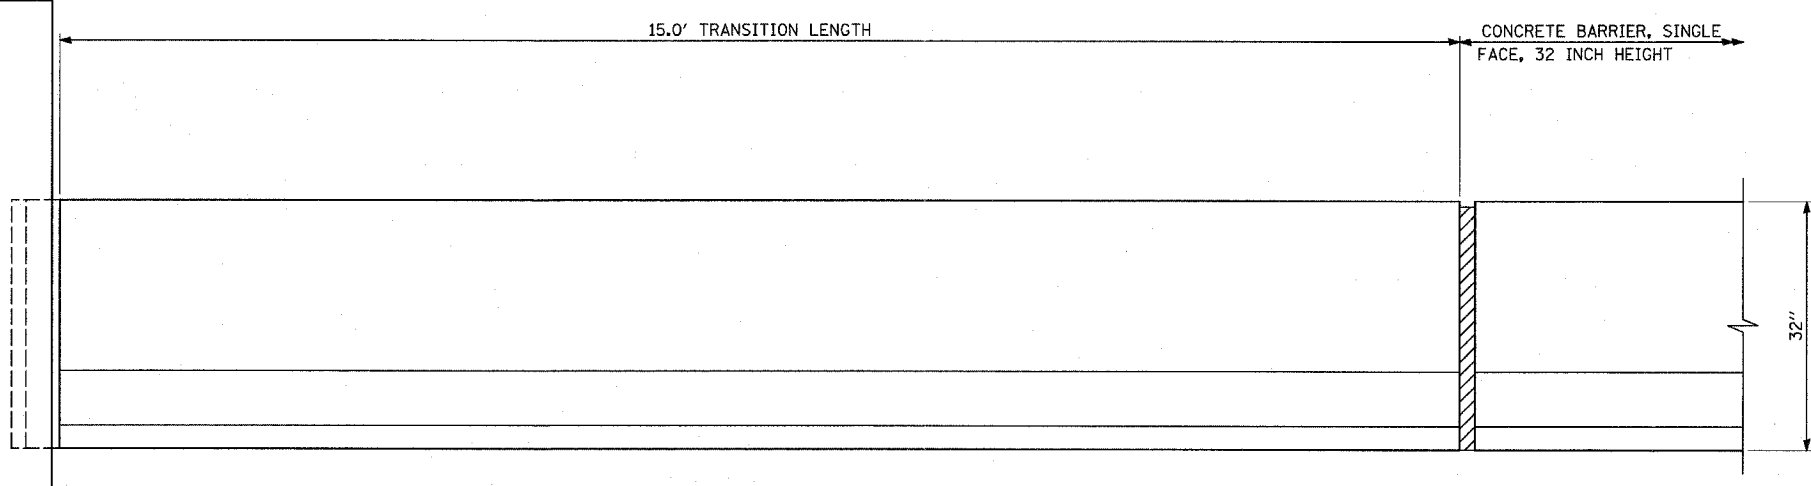 15.0' TRANSITION LENGTH
CONCRETE BARRIER, SINGLE
FACE, 32 INCH HEIGHT
32"